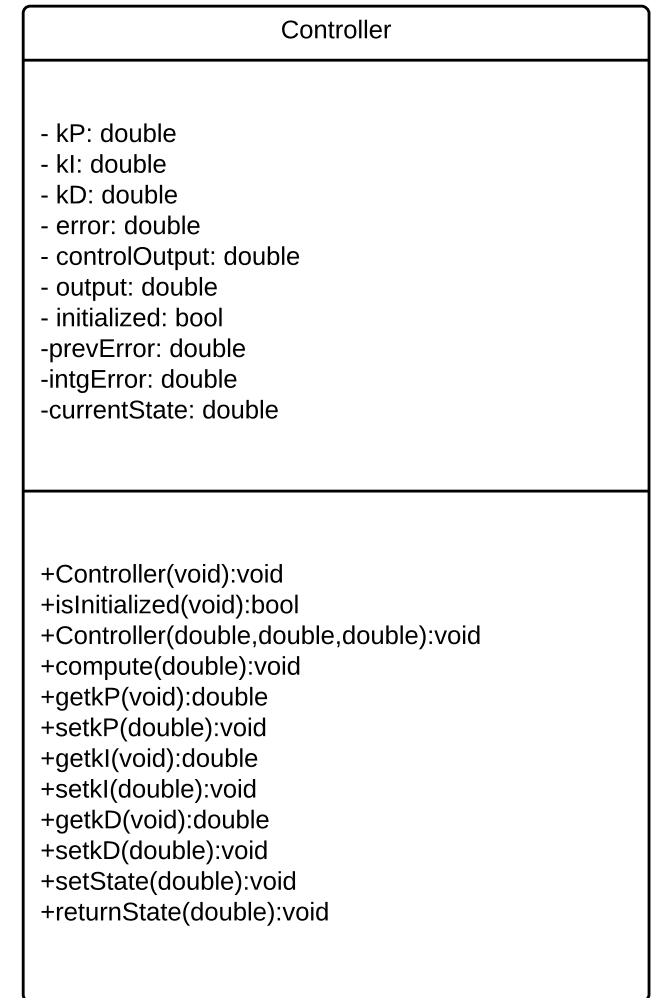 Controller
- kP: double
- kI: double
- kD: double
- error: double
- controlOutput: double
- output: double
- initialized: bool
-prevError: double
-intgError: double
-currentState: double
+Controller(void):void
+isInitialized(void):bool
+Controller(double,double,double):void
+compute(double):void
+getkP(void):double
+setkP(double):void
+getkI(void):double
+setkI(double):void
+getkD(void):double
+setkD(double):void
+setState(double):void
+returnState(double):void